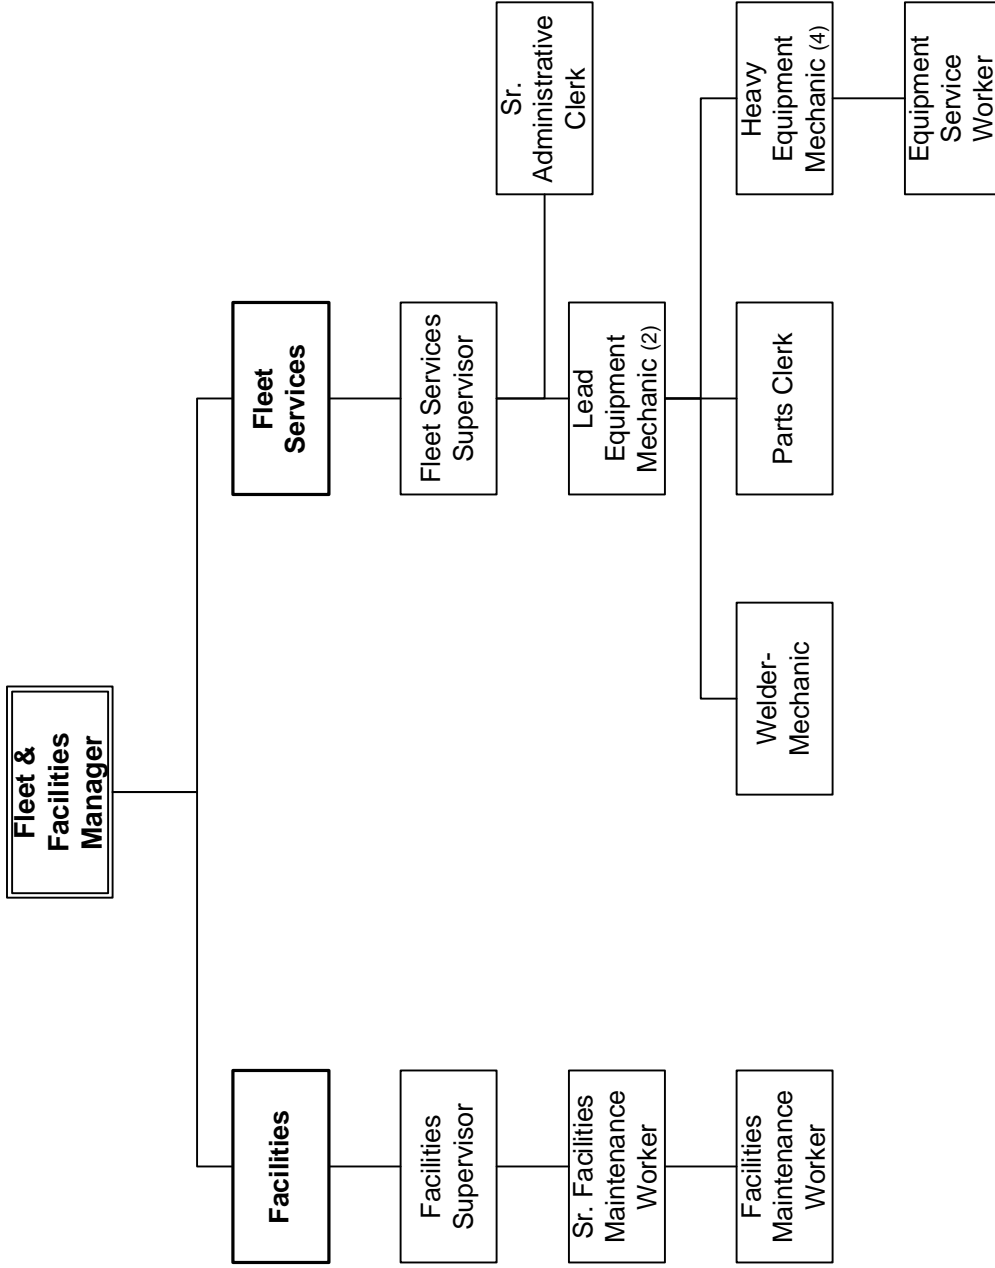 Fleet &
Facilities
Manager
Facilities
Fleet
Services
Facilities
Supervisor
Fleet Services
Supervisor
Sr.
Administrative
Clerk
Sr. Facilities
Maintenance
Worker
Lead
Equipment
Mechanic (2)
Facilities
Maintenance
Worker
Welder-
Mechanic
Parts Clerk
Heavy
Equipment
Mechanic (4)
Equipment
Service
Worker